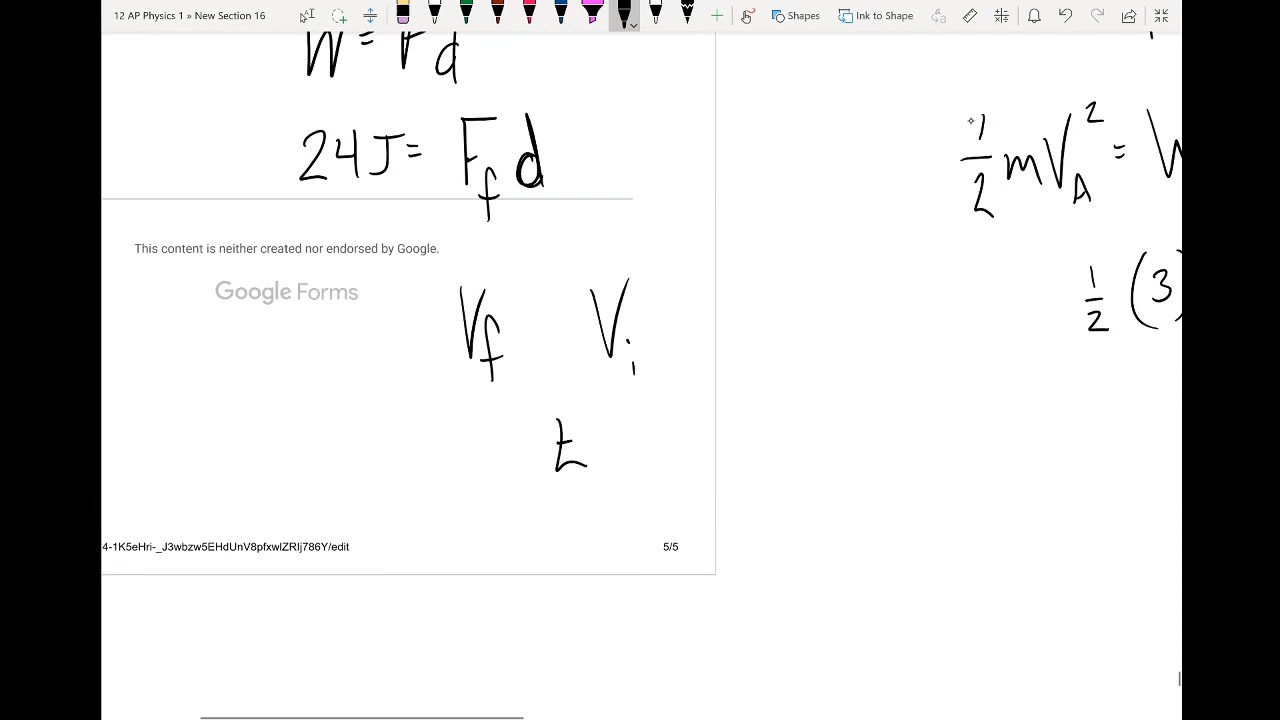 12 AP Physics 1 » New Section 16
Shapes
Ink to Shape
W = Fd
24J = F_f d
This content is neither created nor endorsed by Google.
Google Forms
V_f V_i
t
4-1K5eHri-_J3wbzw5EHdUnV8pfxwlZRIj786Y/edit
5/5
1/2 mV_A^2 = W
1/2 (3)